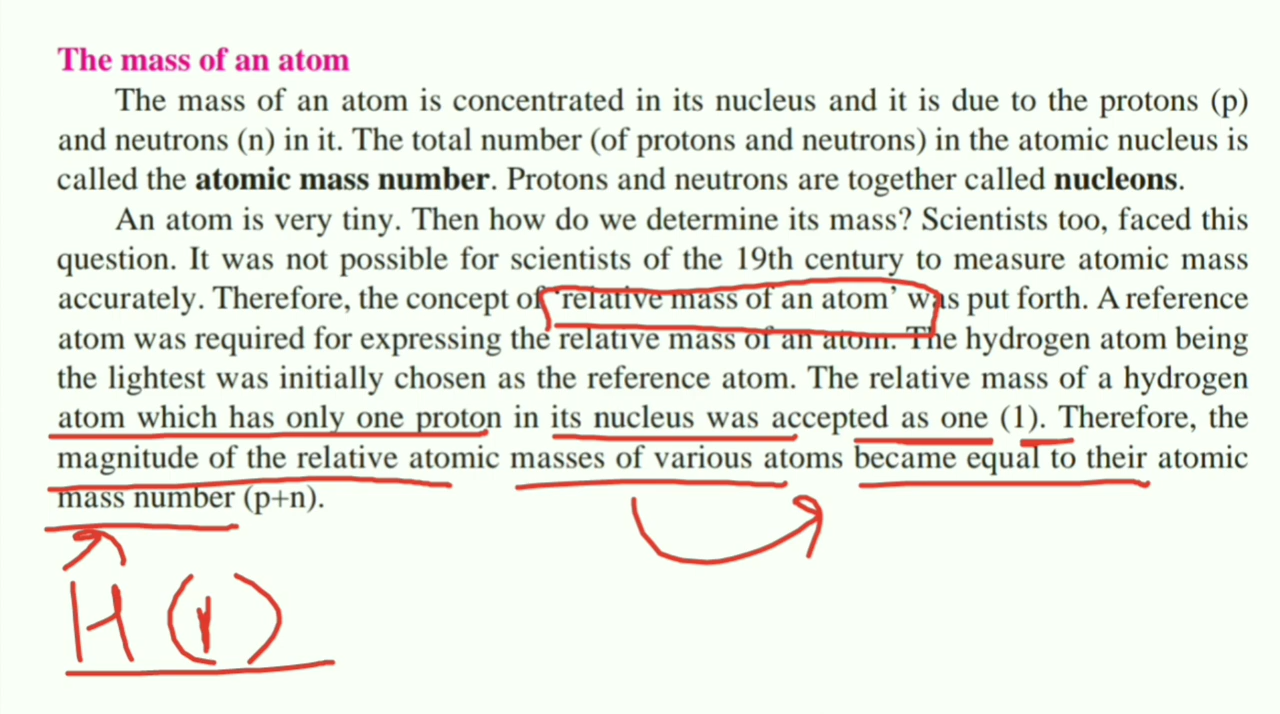 The mass of an atom
The mass of an atom is concentrated in its nucleus and it is due to the protons (p)
and neutrons (n) in it. The total number (of protons and neutrons) in the atomic nucleus is
called the atomic mass number. Protons and neutrons are together called nucleons.
An atom is very tiny. Then how do we determine its mass? Scientists too, faced this
question. It was not possible for scientists of the 19th century to measure atomic mass
accurately. Therefore, the concept of ‘relative mass of an atom’ was put forth. A reference
atom was required for expressing the relative mass of an atom. The hydrogen atom being
the lightest was initially chosen as the reference atom. The relative mass of a hydrogen
atom which has only one proton in its nucleus was accepted as one (1). Therefore, the
magnitude of the relative atomic masses of various atoms became equal to their atomic
mass number (p+n).
H (1)